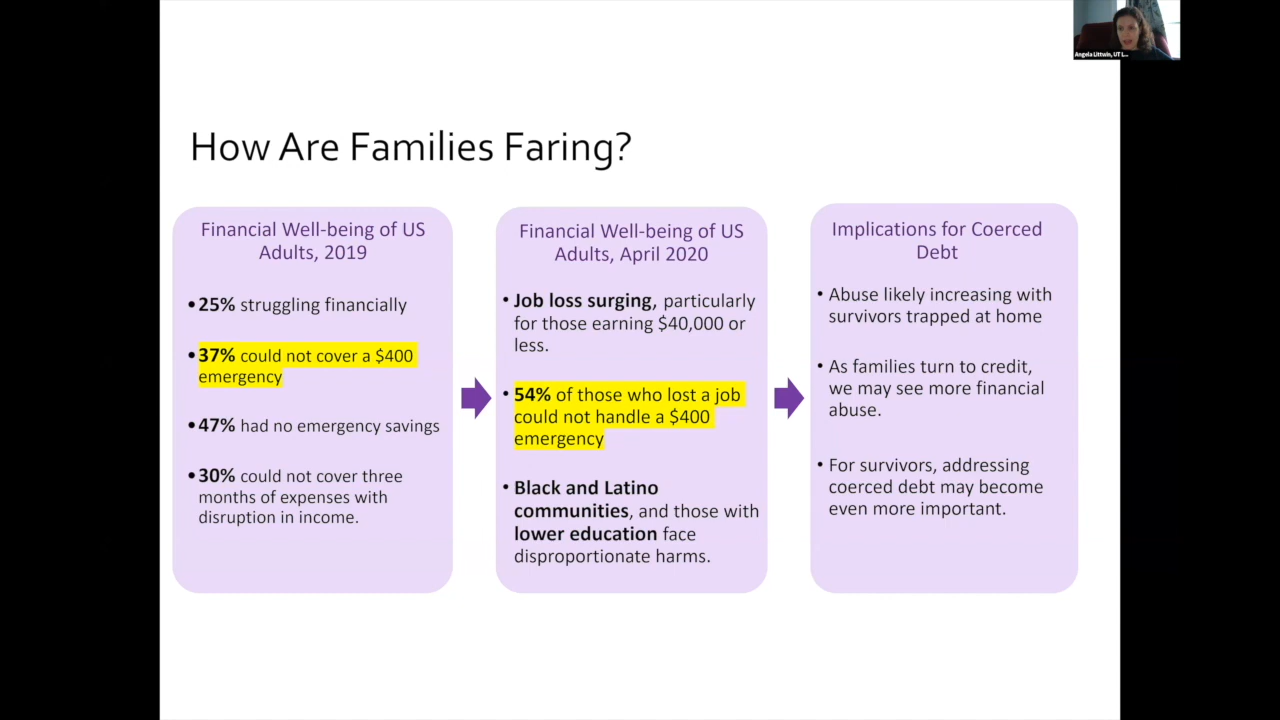 Angela Littwin, UT L...
How Are Families Faring?
Financial Well-being of US
Adults, 2019
•25% struggling financially
•37% could not cover a $400
emergency
•47% had no emergency savings
•30% could not cover three
months of expenses with
disruption in income.
Financial Well-being of US
Adults, April 2020
• Job loss surging, particularly
for those earning $40,000 or
less.
• 54% of those who lost a job
could not handle a $400
emergency
• Black and Latino
communities, and those with
lower education face
disproportionate harms.
Implications for Coerced
Debt
• Abuse likely increasing with
survivors trapped at home
• As families turn to credit,
we may see more financial
abuse.
• For survivors, addressing
coerced debt may become
even more important.